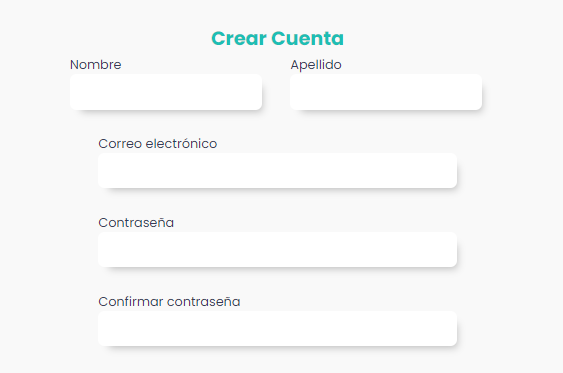 Crear Cuenta
Nombre Apellido
Correo electrónico
Contraseña
Confirmar contraseña